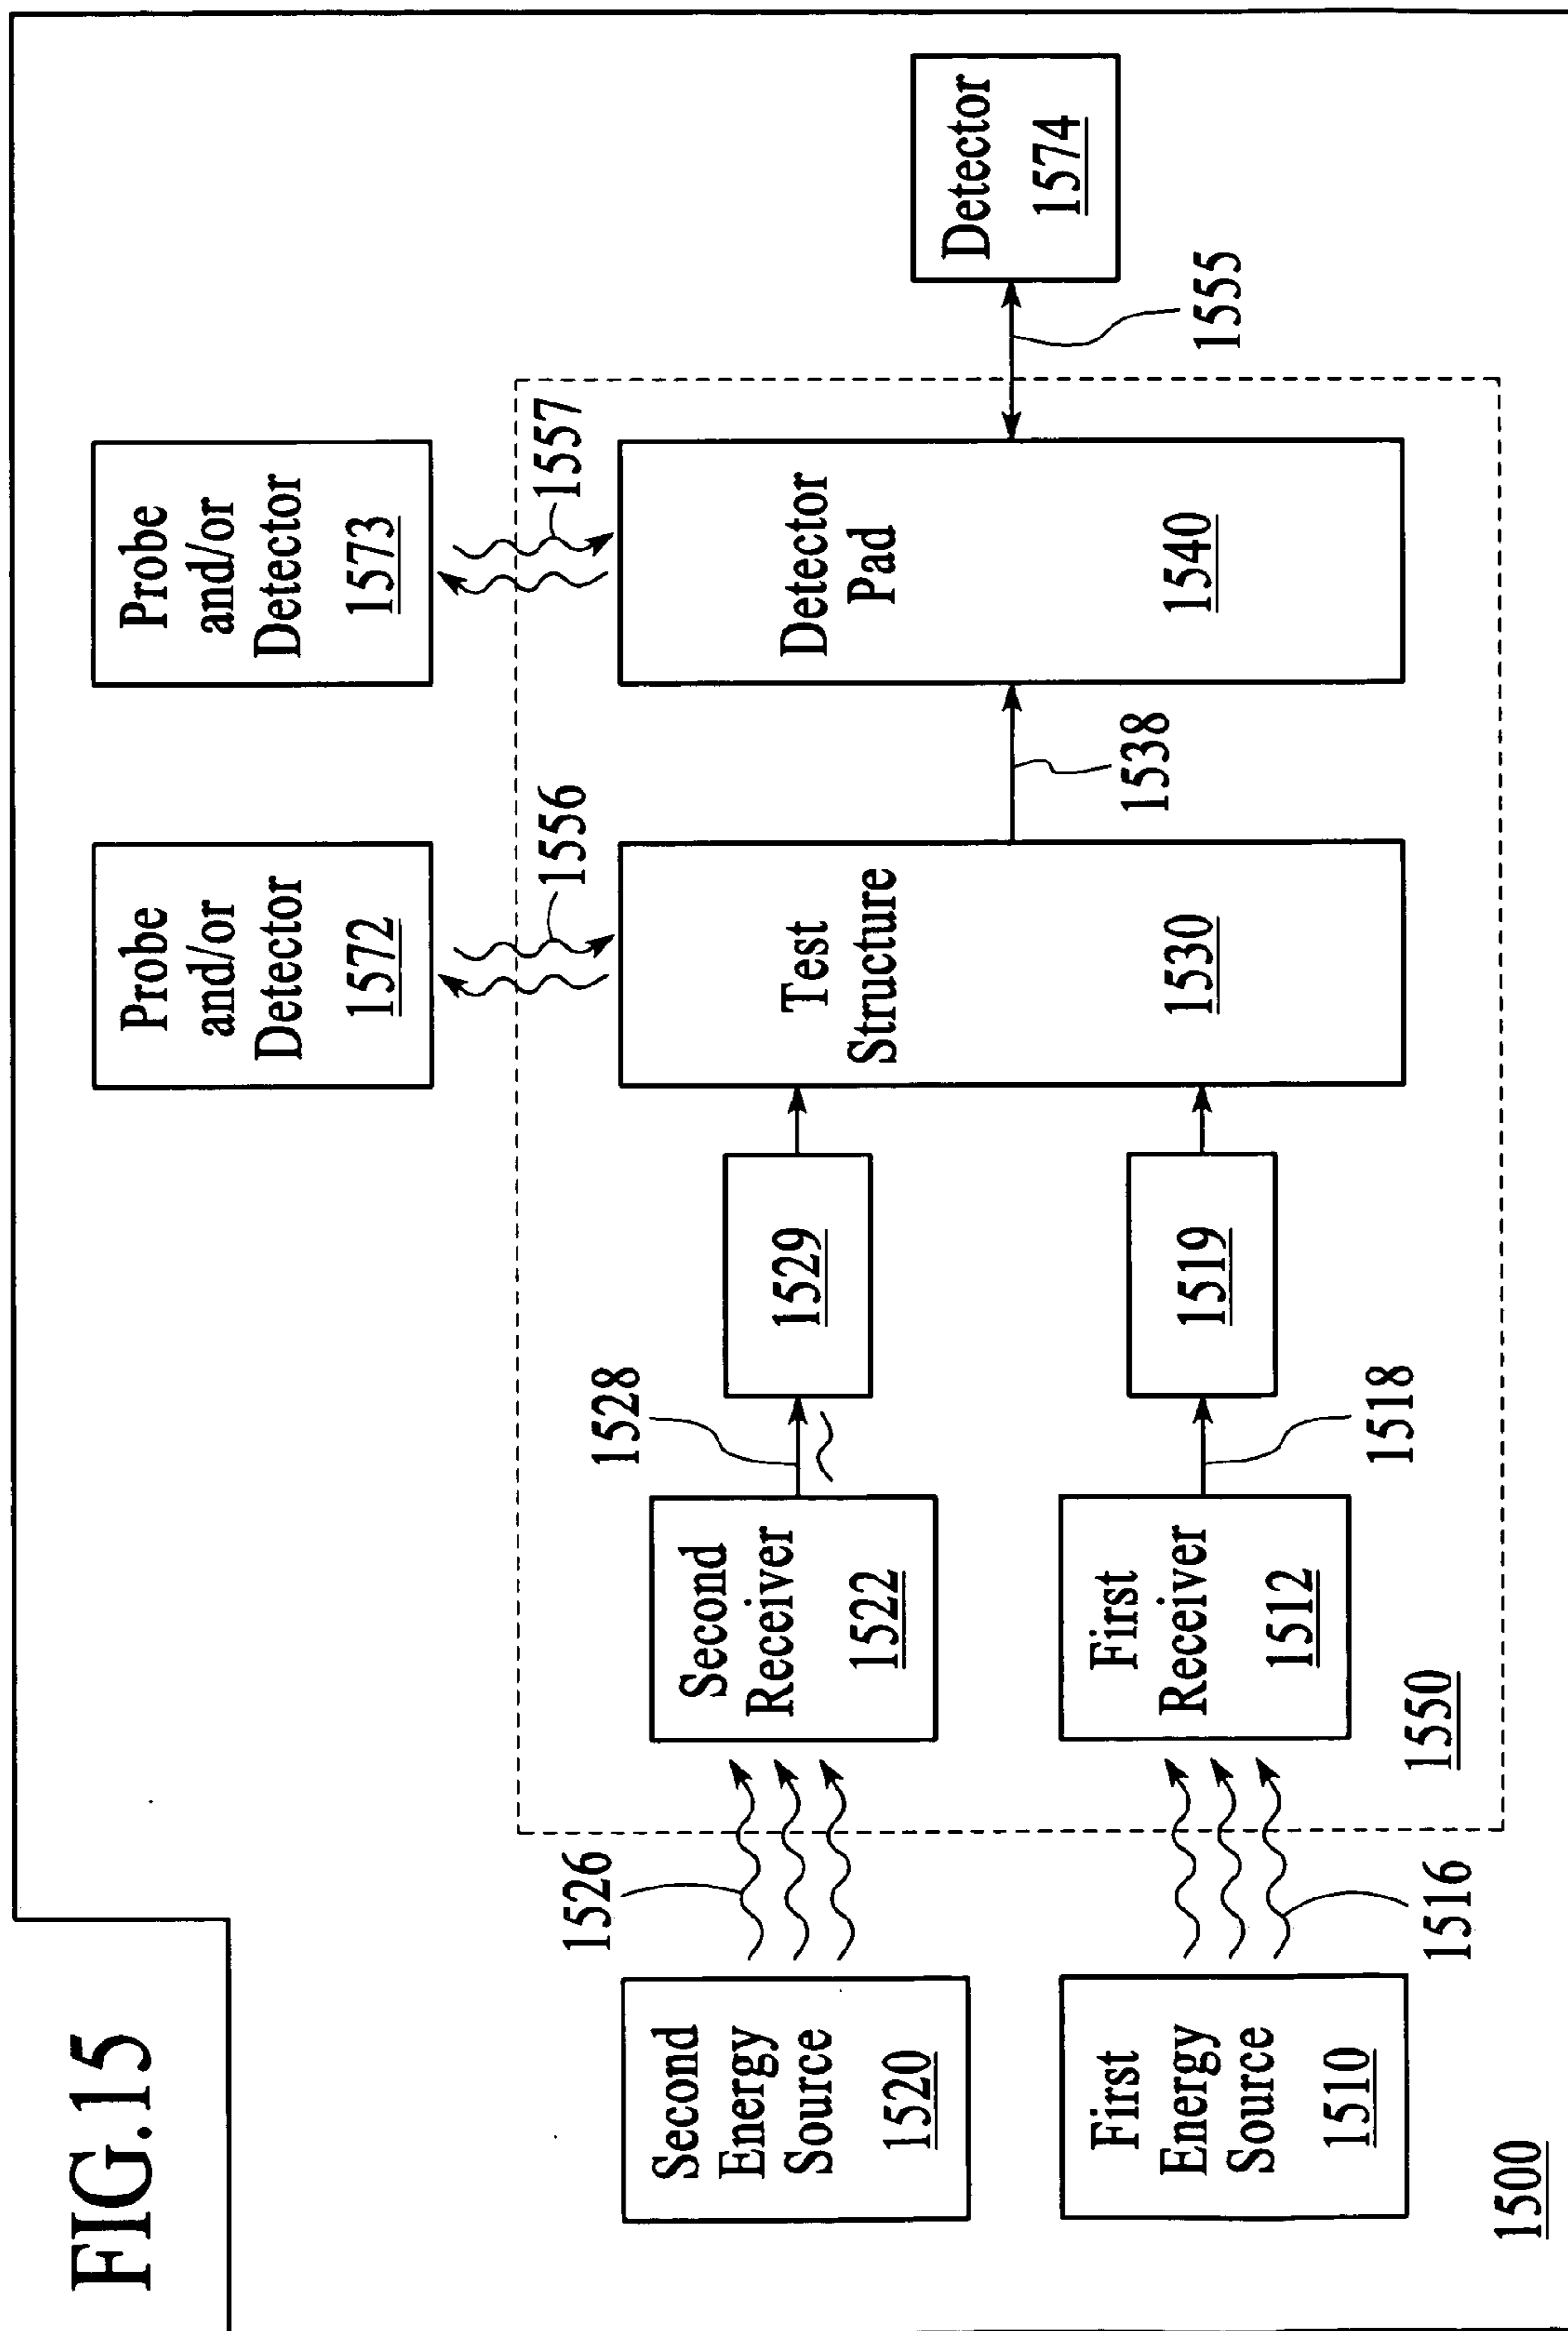 FIG.15
Probe
and/or
Detector
1572
Probe
and/or
Detector
1573
1556
1557
Second
Energy
Source
1520
1526
Second
Receiver
1522
1528
1529
Test
Structure
1530
1538
Detector
Pad
1540
1555
Detector
1574
First
Energy
Source
1510
1516
First
Receiver
1512
1518
1519
1550
1500